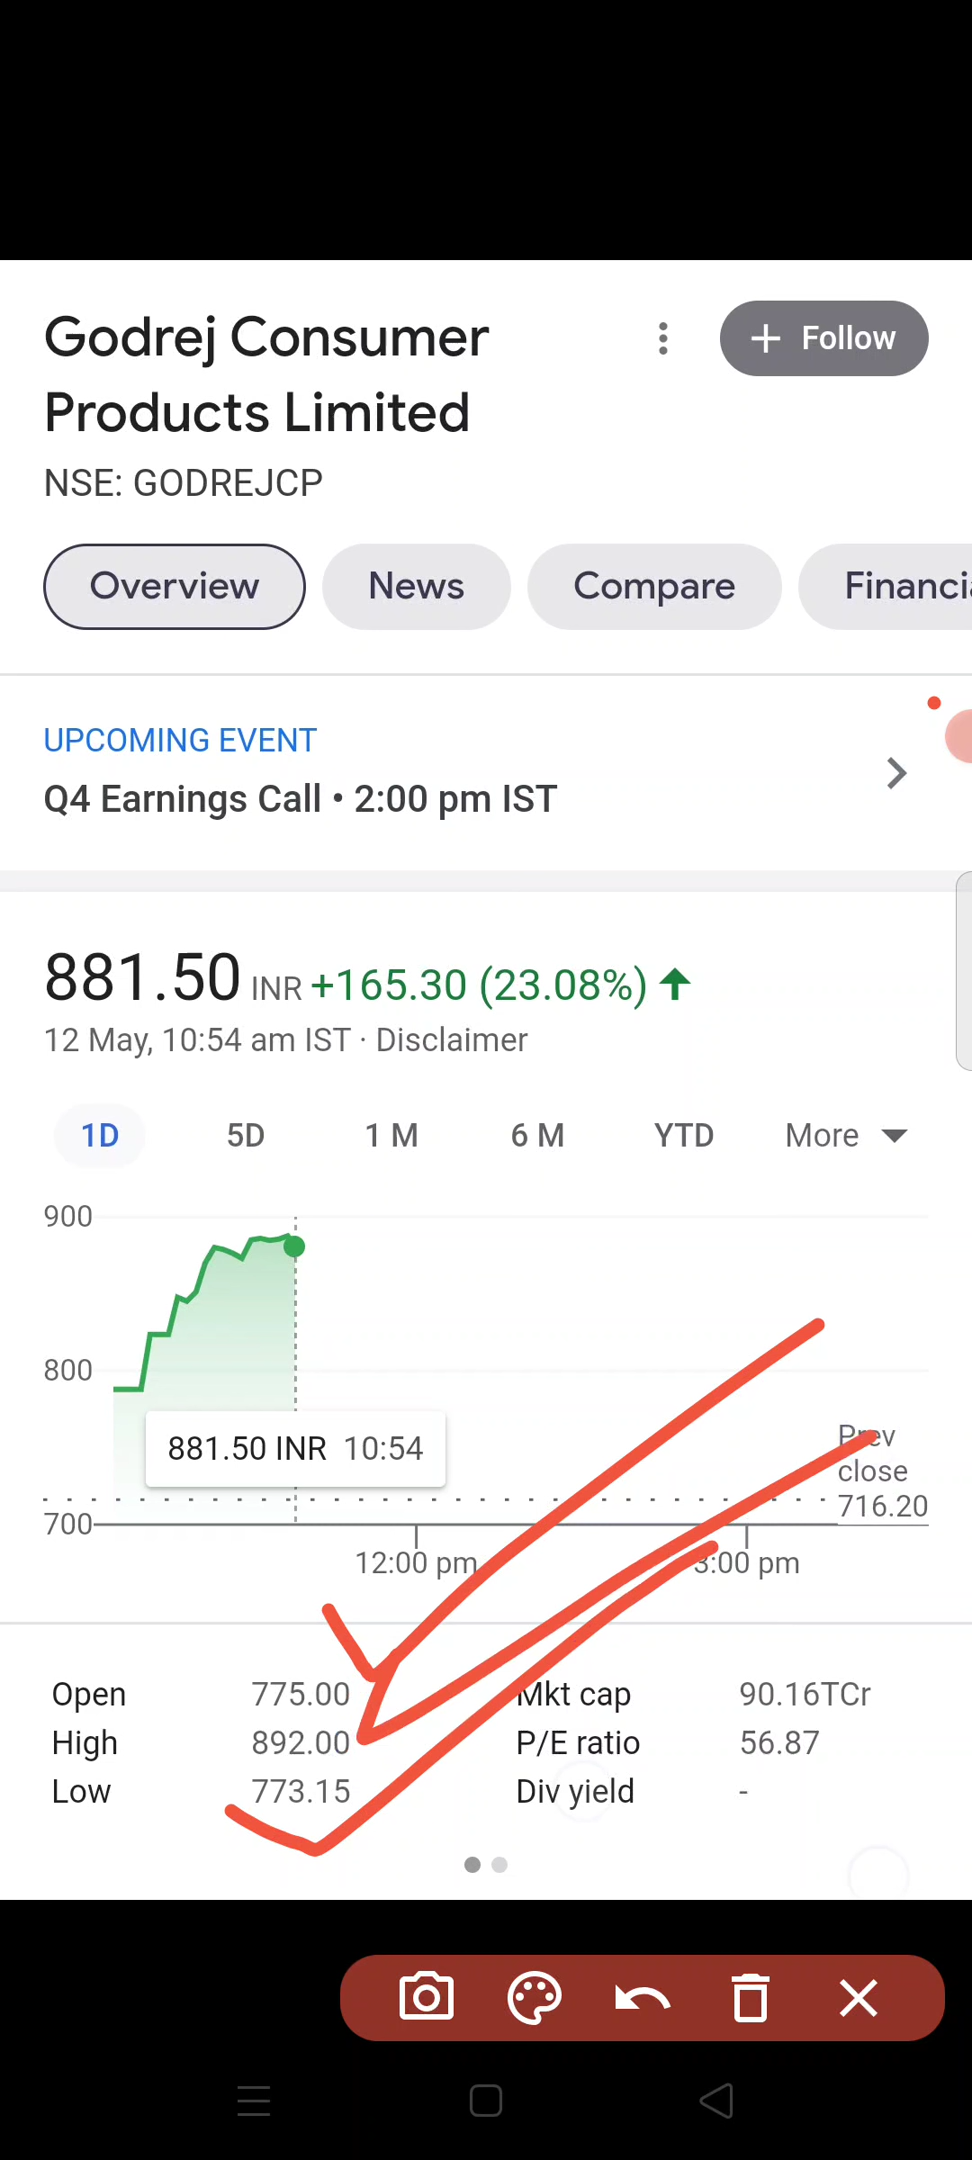 Godrej Consumer
Products Limited
+ Follow
NSE: GODREJCP
Overview News Compare Financia
UPCOMING EVENT
Q4 Earnings Call • 2:00 pm IST
881.50 INR +165.30 (23.08%)
12 May, 10:54 am IST · Disclaimer
1D 5D 1 M 6 M YTD More
900
800
881.50 INR 10:54
Prev
close
716.20
700
12:00 pm 3:00 pm
Open 775.00 Mkt cap 90.16TCr
High 892.00 P/E ratio 56.87
Low 773.15 Div yield -